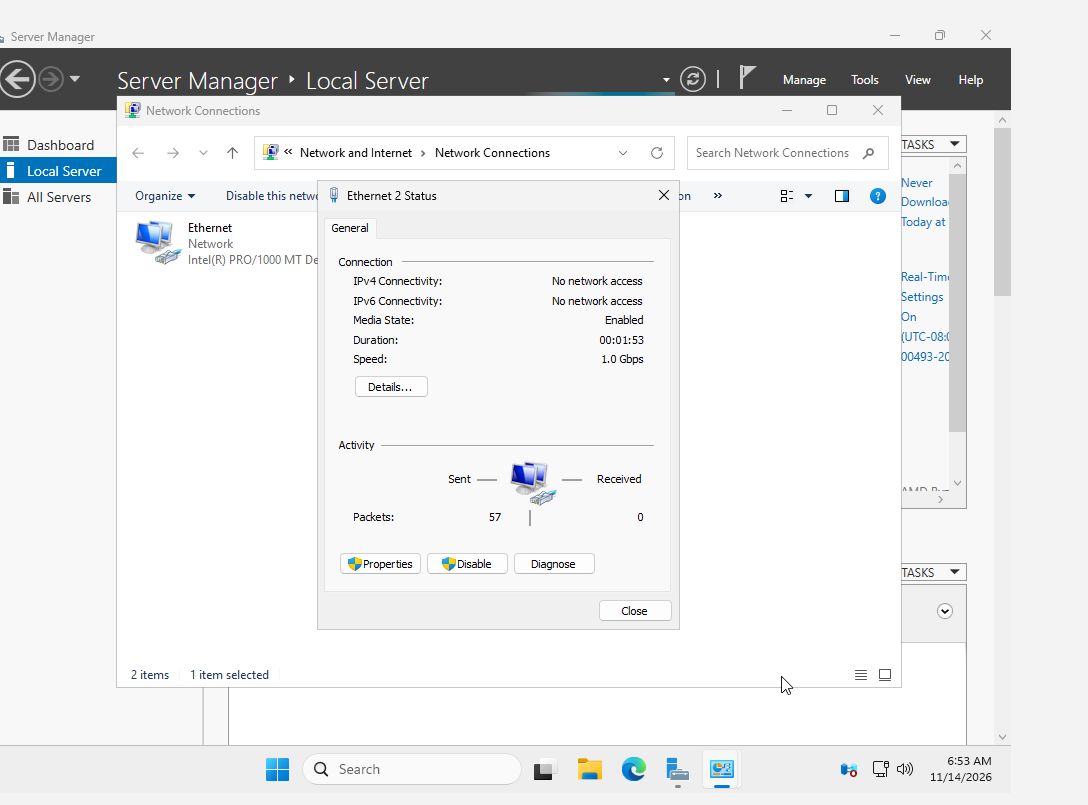 Server Manager
Server Manager ‣ Local Server
Manage
Tools
View
Help
Dashboard
Local Server
All Servers
Network Connections
« Network and Internet › Network Connections
Search Network Connections
Organize
Disable this
Ethernet
Network
Intel(R) PRO/1000 MT
Ethernet 2 Status
General
Connection
IPv4 Connectivity: No network access
IPv6 Connectivity: No network access
Media State: Enabled
Duration: 00:01:53
Speed: 1.0 Gbps
Details...
Activity
Sent
Received
Packets: 57 0
Properties
Disable
Diagnose
Close
2 items
1 item selected
TASKS
Never
Today at
Settings
On
TASKS
Search
6:53 AM
11/14/2026